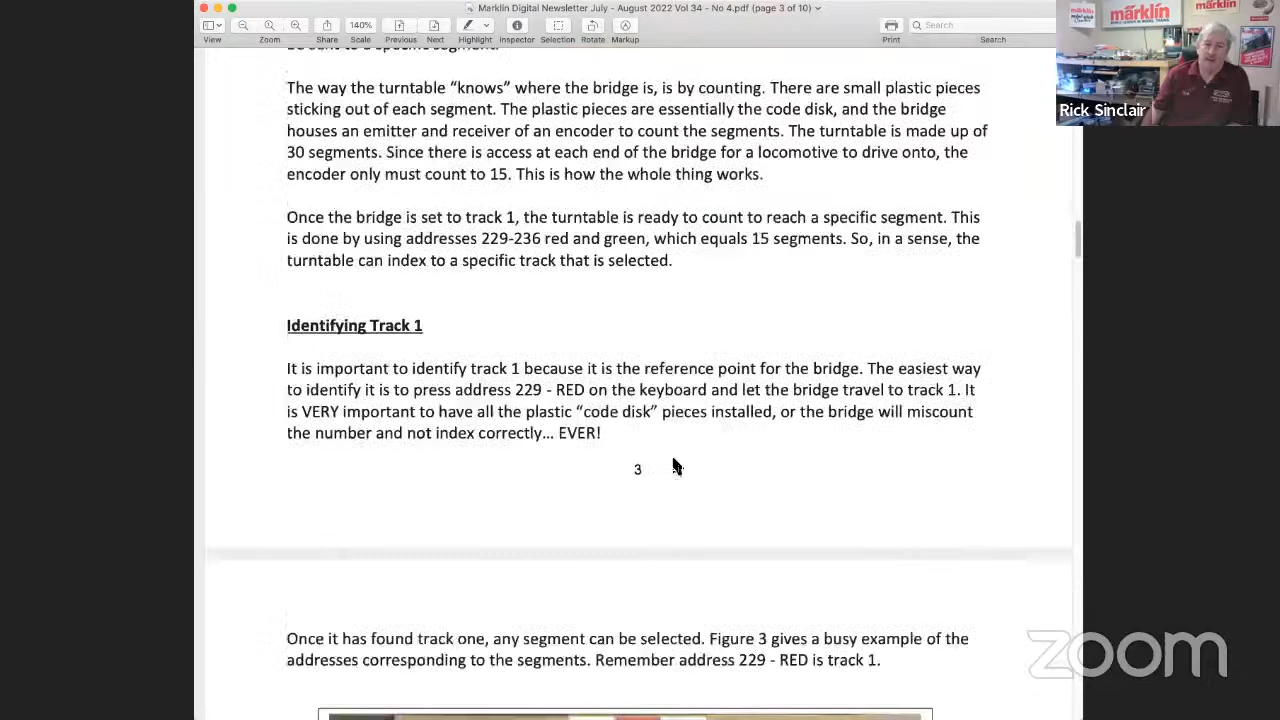 Marklin Digital Newsletter July - August 2022 Vol 34 - No 4.pdf (page 3 of 10)
140%
Search
View Zoom Share Scale Previous Next Highlight Inspector Selection Rotate Markup Print Search
märklin
märklin
Rick Sinclair
be sent to a specific segment.
The way the turntable “knows” where the bridge is, is by counting. There are small plastic pieces
sticking out of each segment. The plastic pieces are essentially the code disk, and the bridge
houses an emitter and receiver of an encoder to count the segments. The turntable is made up of
30 segments. Since there is access at each end of the bridge for a locomotive to drive onto, the
encoder only must count to 15. This is how the whole thing works.
Once the bridge is set to track 1, the turntable is ready to count to reach a specific segment. This
is done by using addresses 229-236 red and green, which equals 15 segments. So, in a sense, the
turntable can index to a specific track that is selected.
Identifying Track 1
It is important to identify track 1 because it is the reference point for the bridge. The easiest way
to identify it is to press address 229 - RED on the keyboard and let the bridge travel to track 1. It
is VERY important to have all the plastic “code disk” pieces installed, or the bridge will miscount
the number and not index correctly… EVER!
3
Once it has found track one, any segment can be selected. Figure 3 gives a busy example of the
addresses corresponding to the segments. Remember address 229 - RED is track 1.
zoom